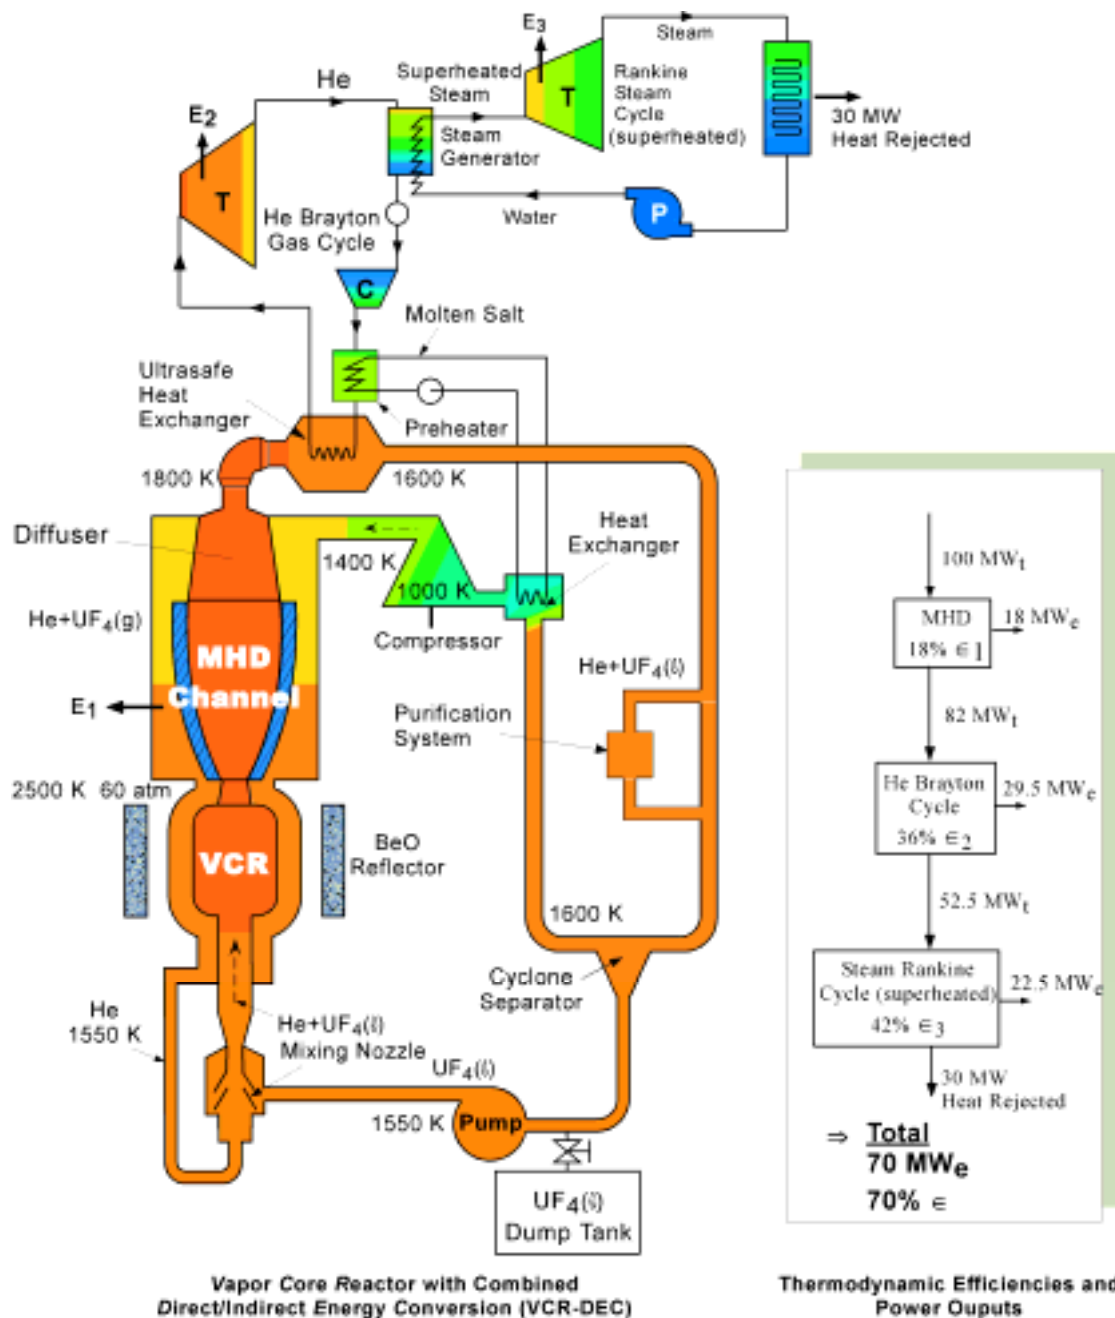 E2
He
Superheated
Steam
E3
Steam
T
Rankine
Steam
Cycle
(superheated)
30 MW
Heat Rejected
Steam
Generator
T
Water
P
He Brayton
Gas Cycle
C
Molten Salt
Ultrasafe
Heat
Exchanger
Preheater
1800 K
1600 K
Diffuser
1400 K
1000 K
Heat
Exchanger
Compressor
He+UF4(g)
MHD
Channel
E1
He+UF4(ℓ)
Purification
System
2500 K 60 atm
BeO
Reflector
VCR
1600 K
Cyclone
Separator
He
1550 K
He+UF4(ℓ)
Mixing Nozzle
UF4(ℓ)
1550 K
Pump
UF4(ℓ)
Dump Tank
Vapor Core Reactor with Combined
Direct/Indirect Energy Conversion (VCR-DEC)
100 MWt
MHD
18% ∈1
18 MWe
82 MWt
He Brayton
Cycle
36% ∈2
29.5 MWe
52.5 MWt
Steam Rankine
Cycle (superheated)
42% ∈3
22.5 MWe
30 MW
Heat Rejected
⇒ Total
70 MWe
70% ∈
Thermodynamic Efficiencies and
Power Ouputs